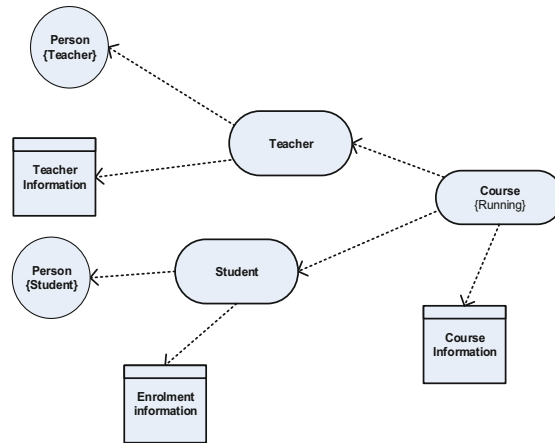 Person
{Teacher}
Teacher
Teacher
Information
Course
{Running}
Person
{Student}
Student
Course
Information
Enrolment
information